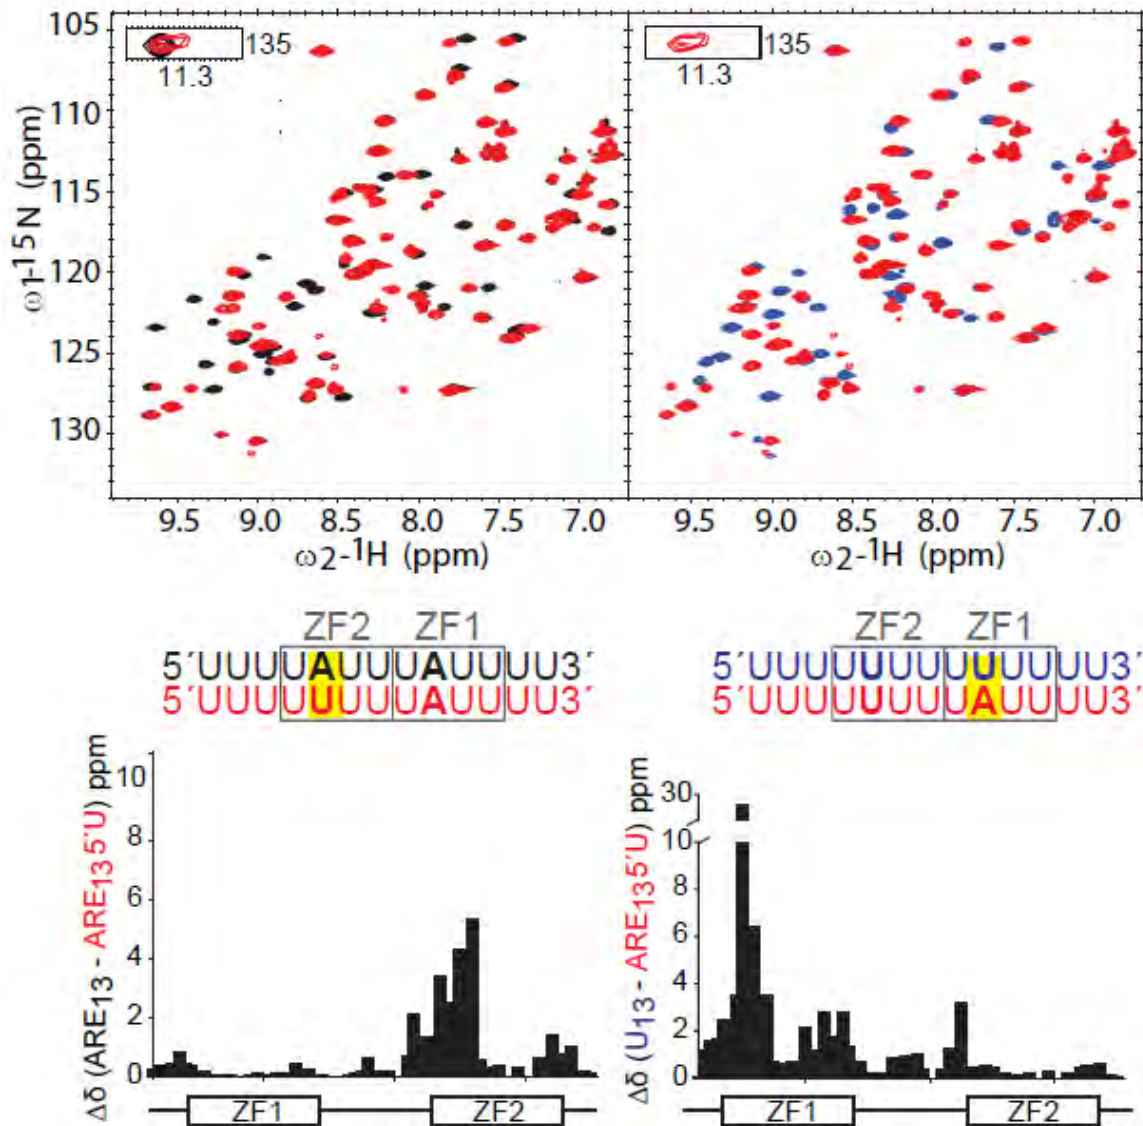 105
110
115
120
125
130
ω1-15N (ppm)
135
11.3
135
11.3
9.5 9.0 8.5 8.0 7.5 7.0
9.5 9.0 8.5 8.0 7.5 7.0
ω2-1H (ppm)
ω2-1H (ppm)
ZF2 ZF1
5´UUUUAUUUAUUUU3´
5´UUUUUUUUAUUUU3´
ZF2 ZF1
5´UUUUUUUUUUUUU3´
5´UUUUUUUUAUUUU3´
Δδ (ARE13 - ARE13 5´U) ppm
10
8
6
4
2
0
ZF1 ZF2
Δδ (U13 - ARE13 5´U) ppm
30
10
8
6
4
2
0
ZF1 ZF2